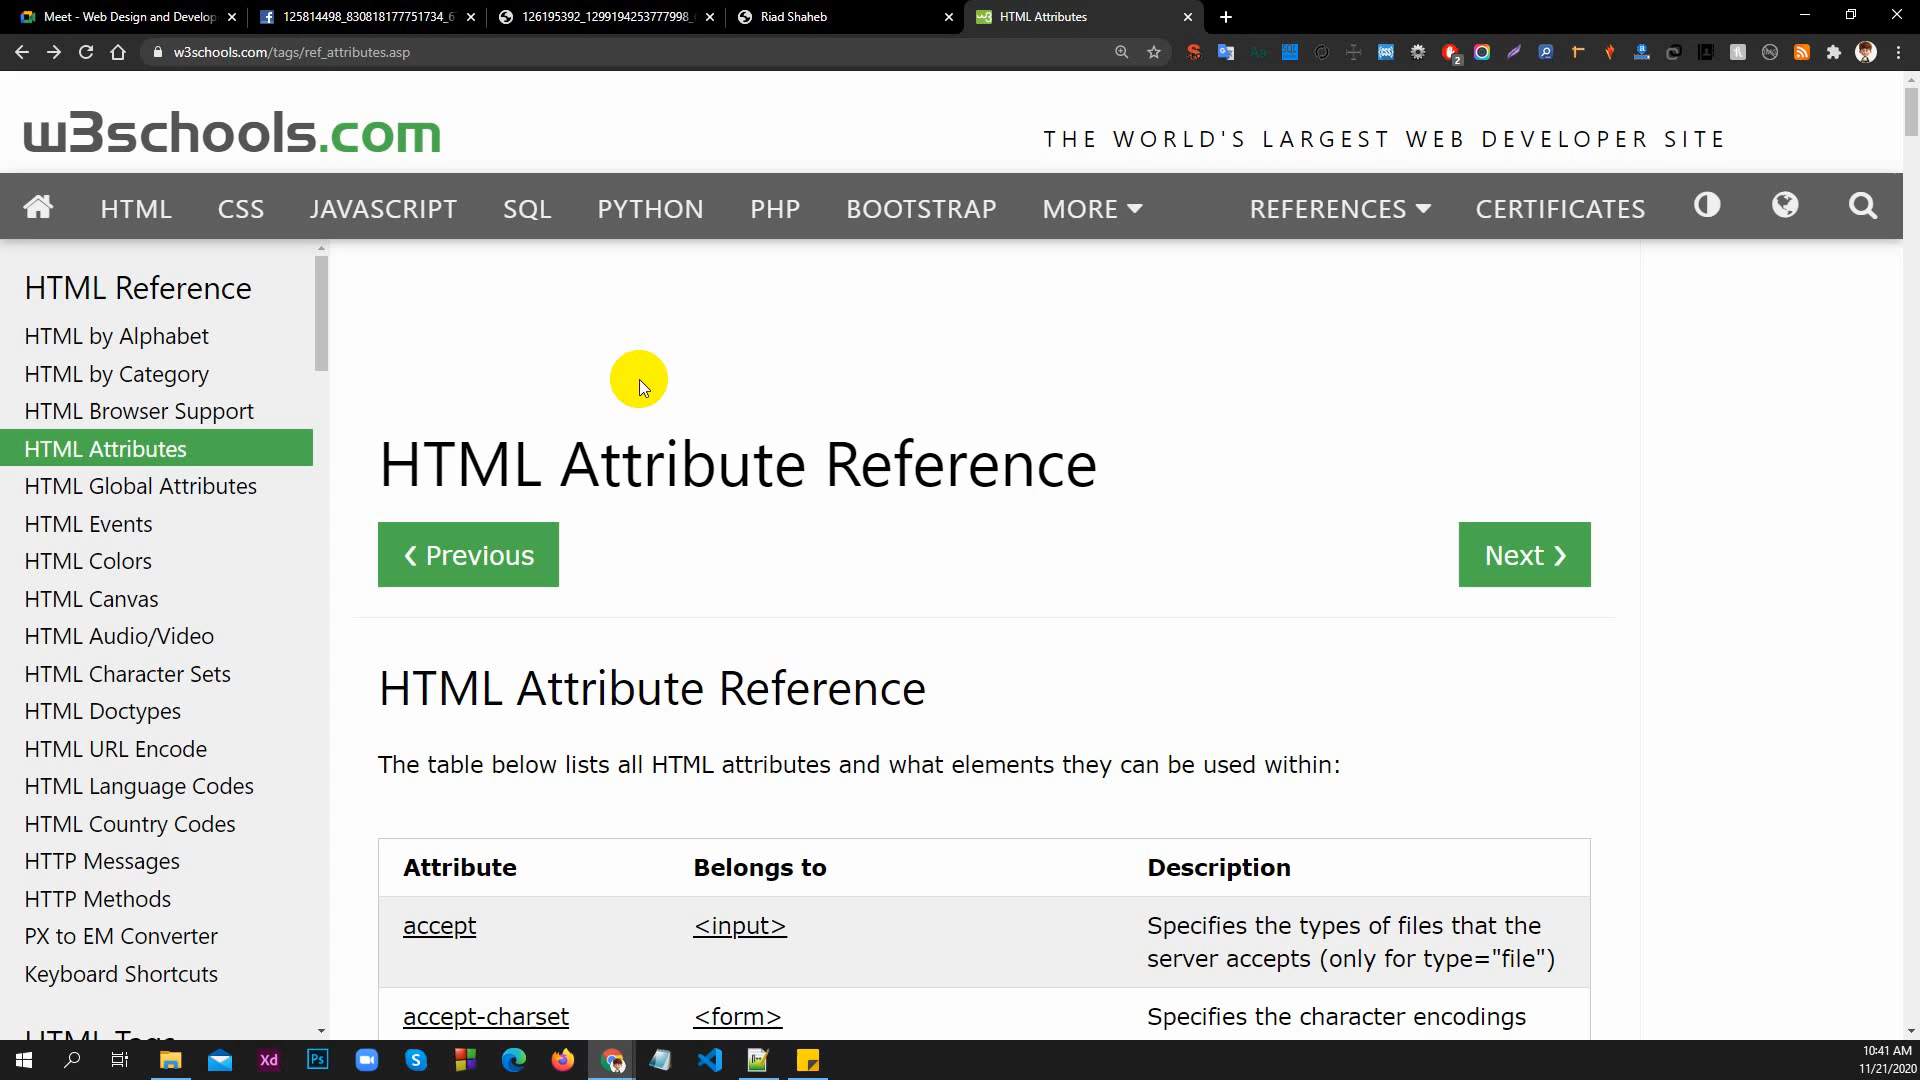 Meet - Web Design and Develop
125814498_830818177751734_6
126195392_1299194253777998_
Riad Shaheb
HTML Attributes
w3schools.com/tags/ref_attributes.asp
2
w3schools.com
THE WORLD'S LARGEST WEB DEVELOPER SITE
HTML
CSS
JAVASCRIPT
SQL
PYTHON
PHP
BOOTSTRAP
MORE
REFERENCES
CERTIFICATES
HTML Reference
HTML by Alphabet
HTML by Category
HTML Browser Support
HTML Attributes
HTML Global Attributes
HTML Events
HTML Colors
HTML Canvas
HTML Audio/Video
HTML Character Sets
HTML Doctypes
HTML URL Encode
HTML Language Codes
HTML Country Codes
HTTP Messages
HTTP Methods
PX to EM Converter
Keyboard Shortcuts
HTML Tags
HTML Attribute Reference
❮ Previous
Next ❯
HTML Attribute Reference
The table below lists all HTML attributes and what elements they can be used within:
Attribute
Belongs to
Description
accept
<input>
Specifies the types of files that the
server accepts (only for type="file")
accept-charset
<form>
Specifies the character encodings
Xd
Ps
10:41 AM
11/21/2020